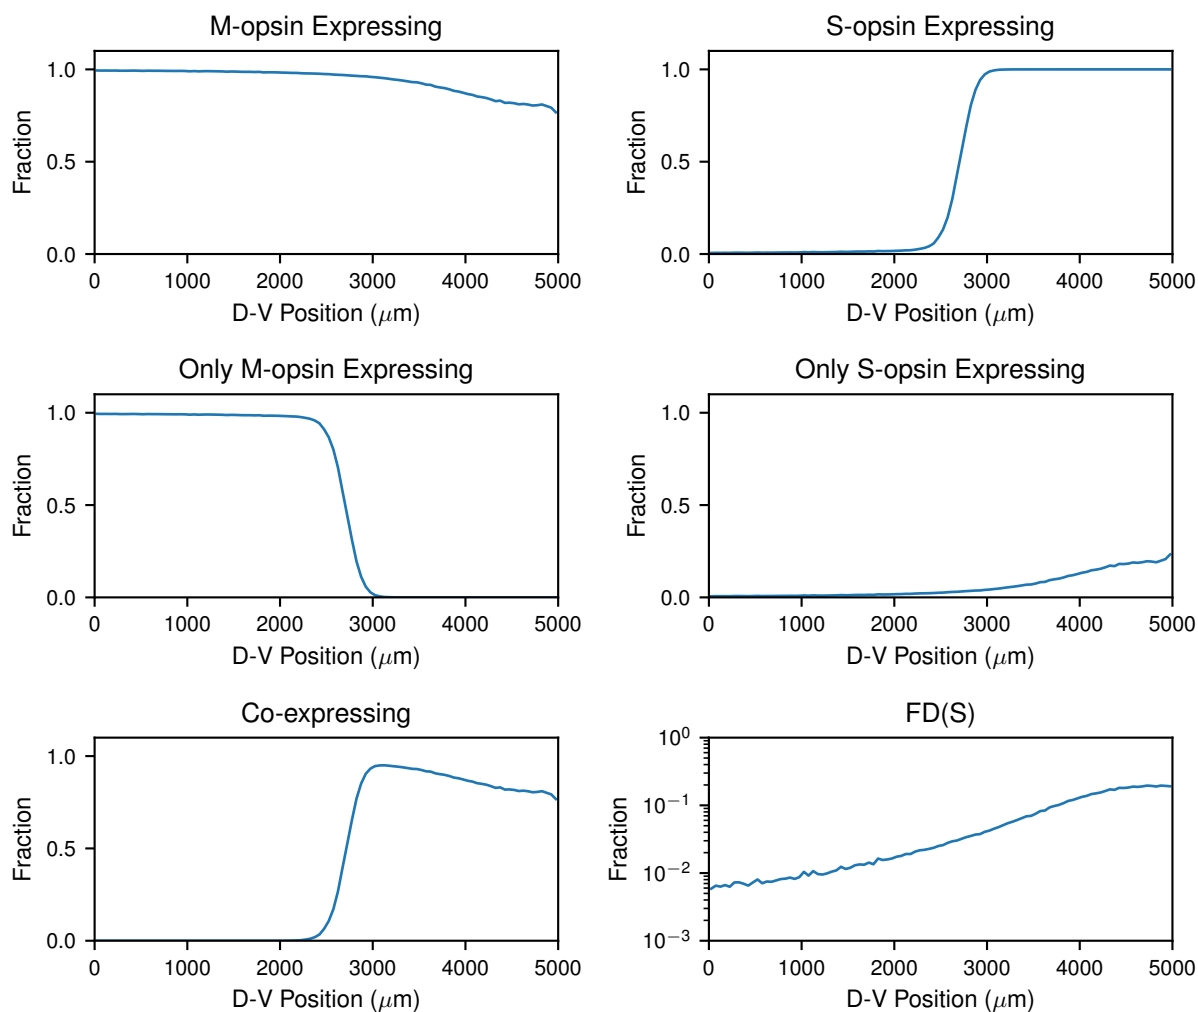 M-opsin Expressing
Fraction
1.0
0.5
0.0
0 1000 2000 3000 4000 5000
D-V Position (μm)
S-opsin Expressing
Fraction
1.0
0.5
0.0
0 1000 2000 3000 4000 5000
D-V Position (μm)
Only M-opsin Expressing
Fraction
1.0
0.5
0.0
0 1000 2000 3000 4000 5000
D-V Position (μm)
Only S-opsin Expressing
Fraction
1.0
0.5
0.0
0 1000 2000 3000 4000 5000
D-V Position (μm)
Co-expressing
Fraction
1.0
0.5
0.0
0 1000 2000 3000 4000 5000
D-V Position (μm)
FD(S)
Fraction
10⁰
10⁻¹
10⁻²
10⁻³
0 1000 2000 3000 4000 5000
D-V Position (μm)